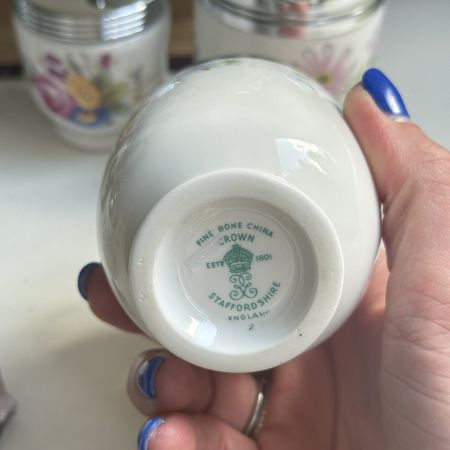 FINE BONE CHINA
CROWN
ESTD 1801
STAFFORDSHIRE
ENGLAND